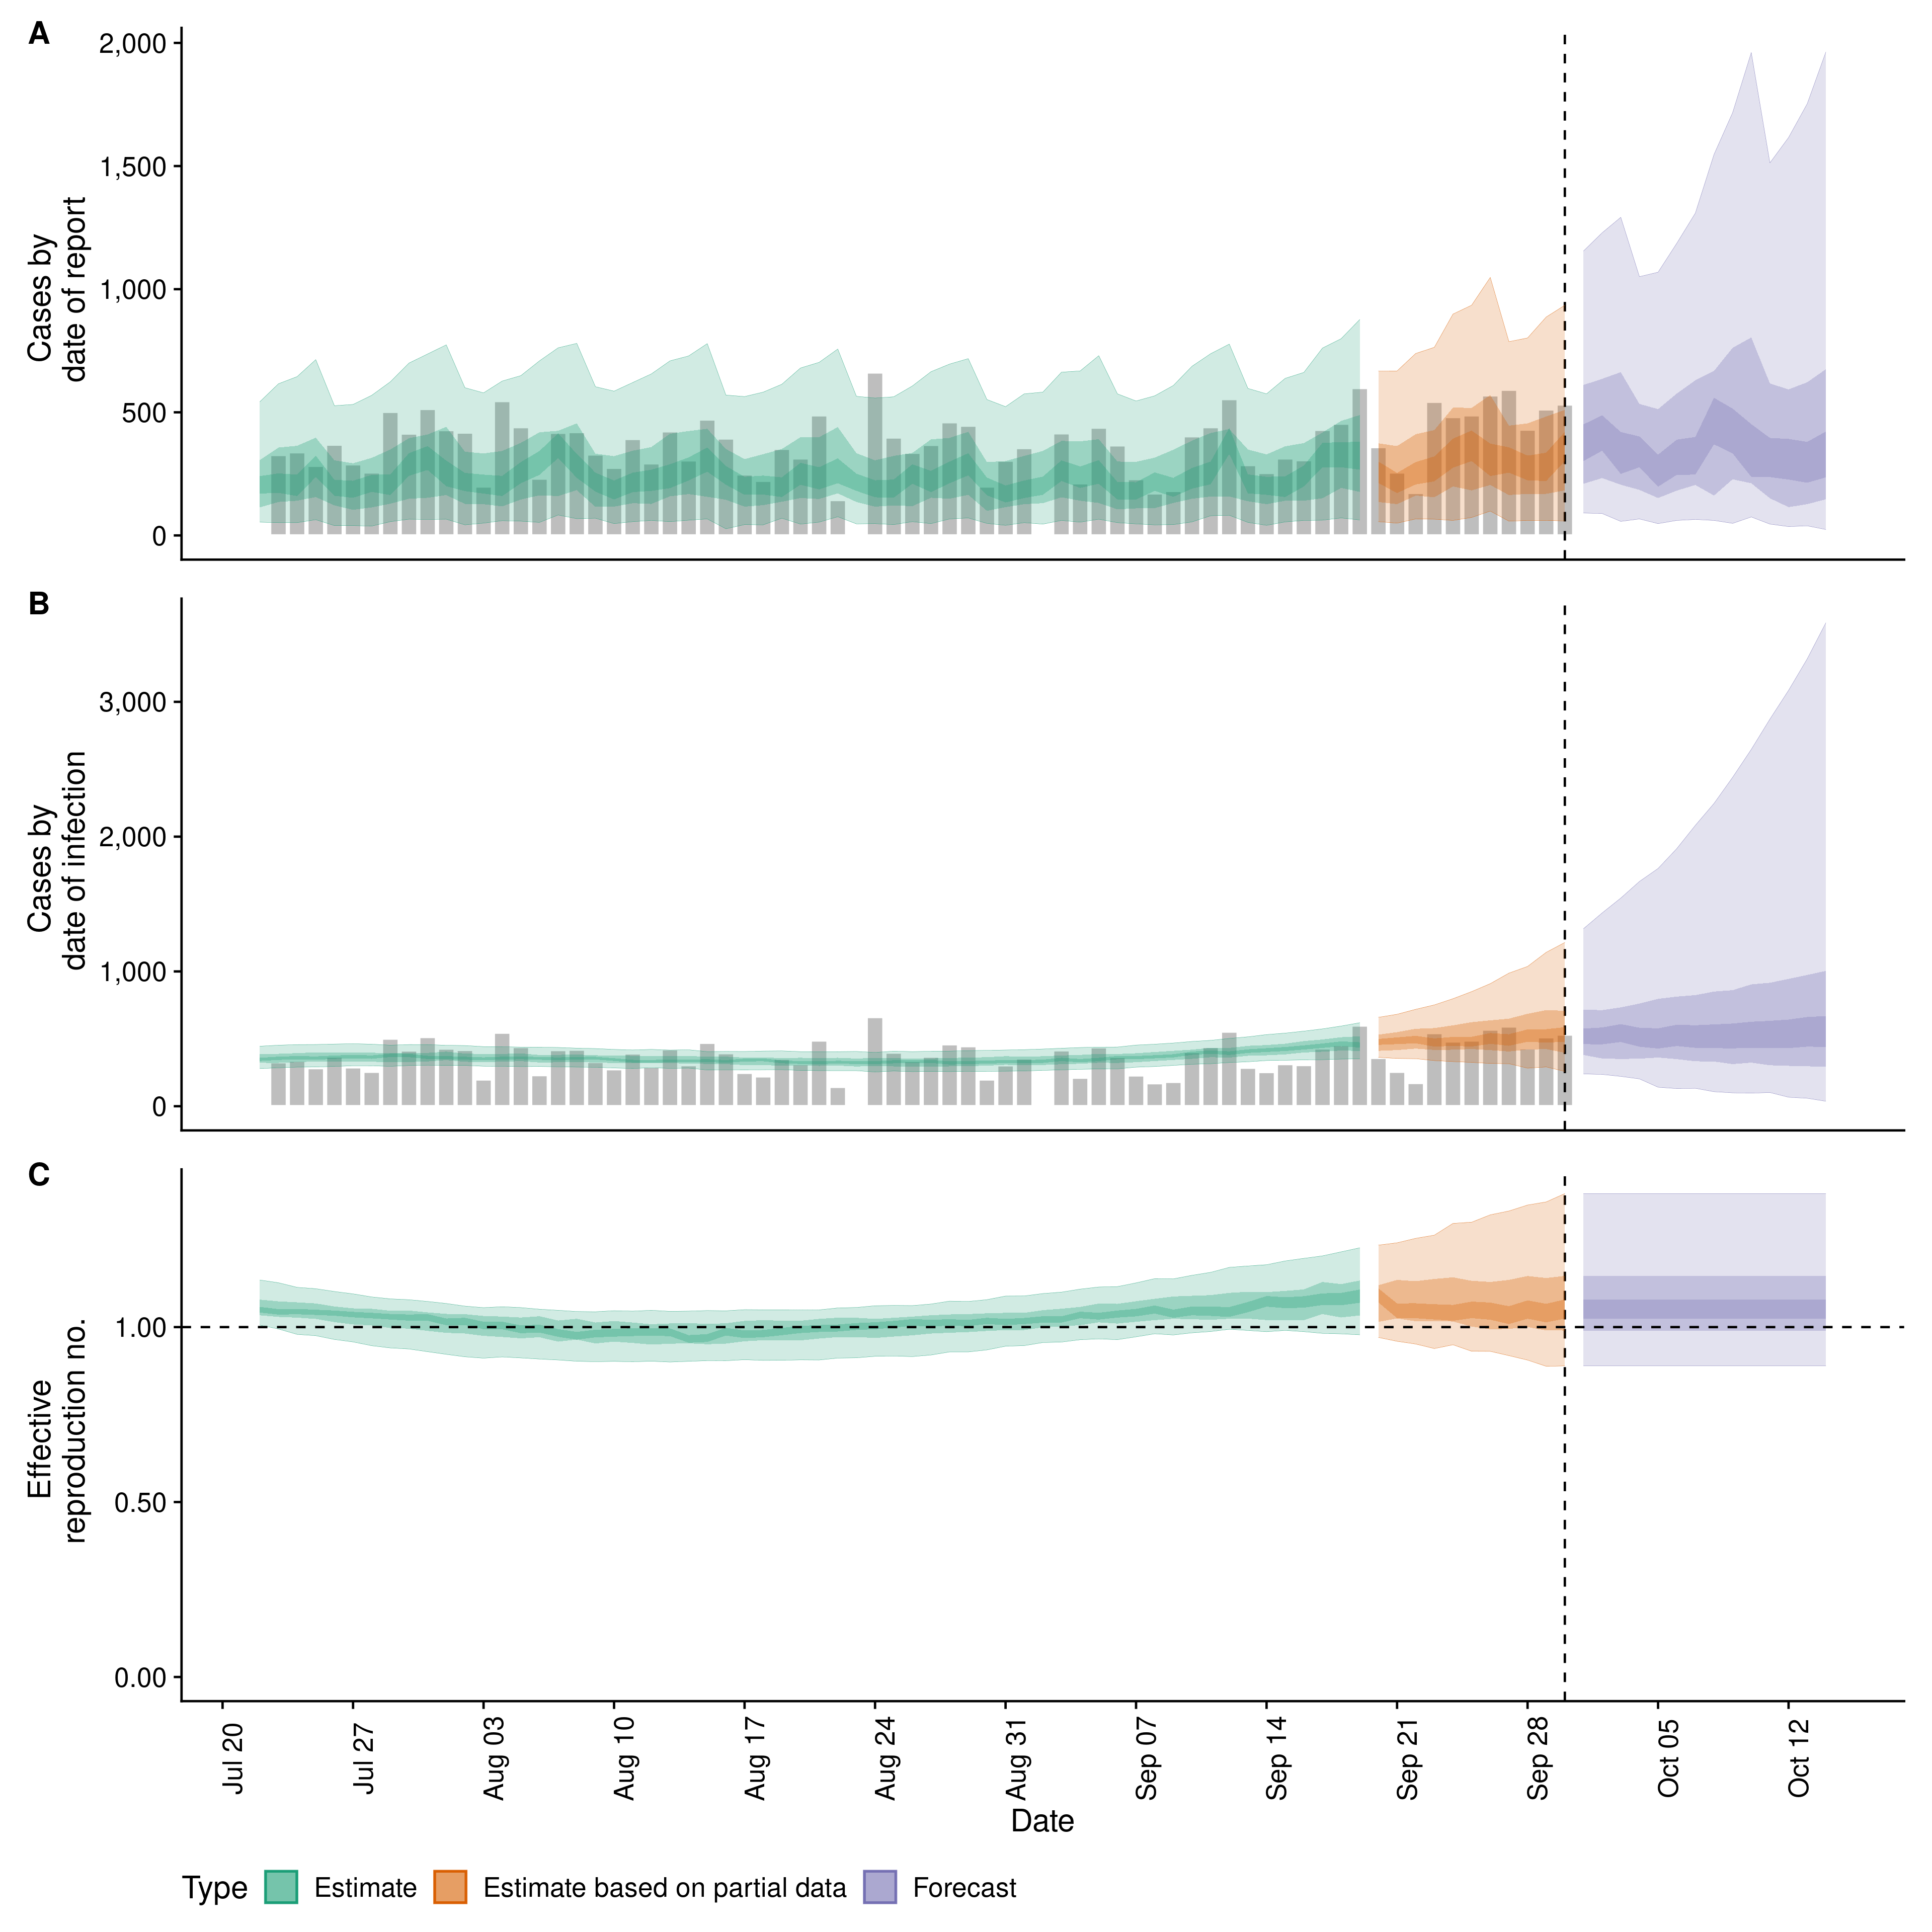 A
2,000
1,500
1,000
500
0
Cases by
date of report
B
3,000
2,000
1,000
0
Cases by
date of infection
C
1.00
0.50
0.00
Effective
reproduction no.
Jul 20
Jul 27
Aug 03
Aug 10
Aug 17
Aug 24
Aug 31
Sep 07
Sep 14
Sep 21
Sep 28
Oct 05
Oct 12
Date
Type Estimate Estimate based on partial data Forecast